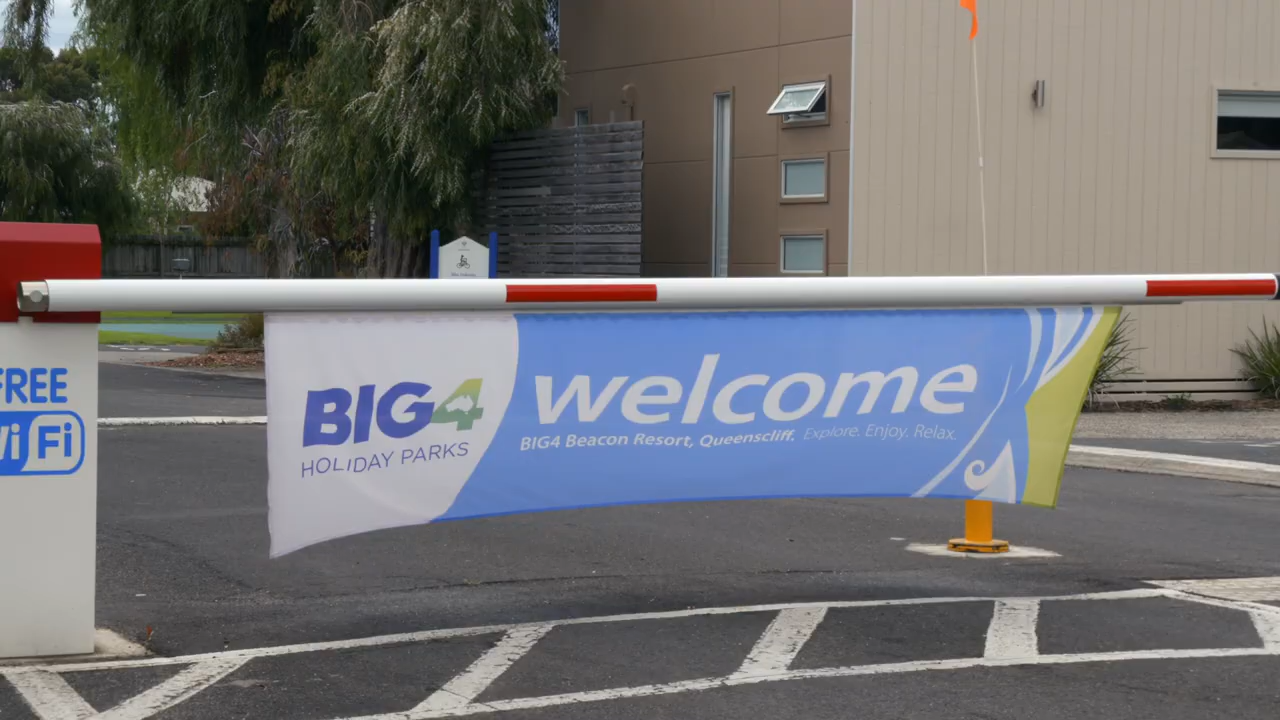 FREE
WiFi
BIG4
HOLIDAY PARKS
welcome
BIG4 Beacon Resort, Queenscliff. Explore. Enjoy. Relax.